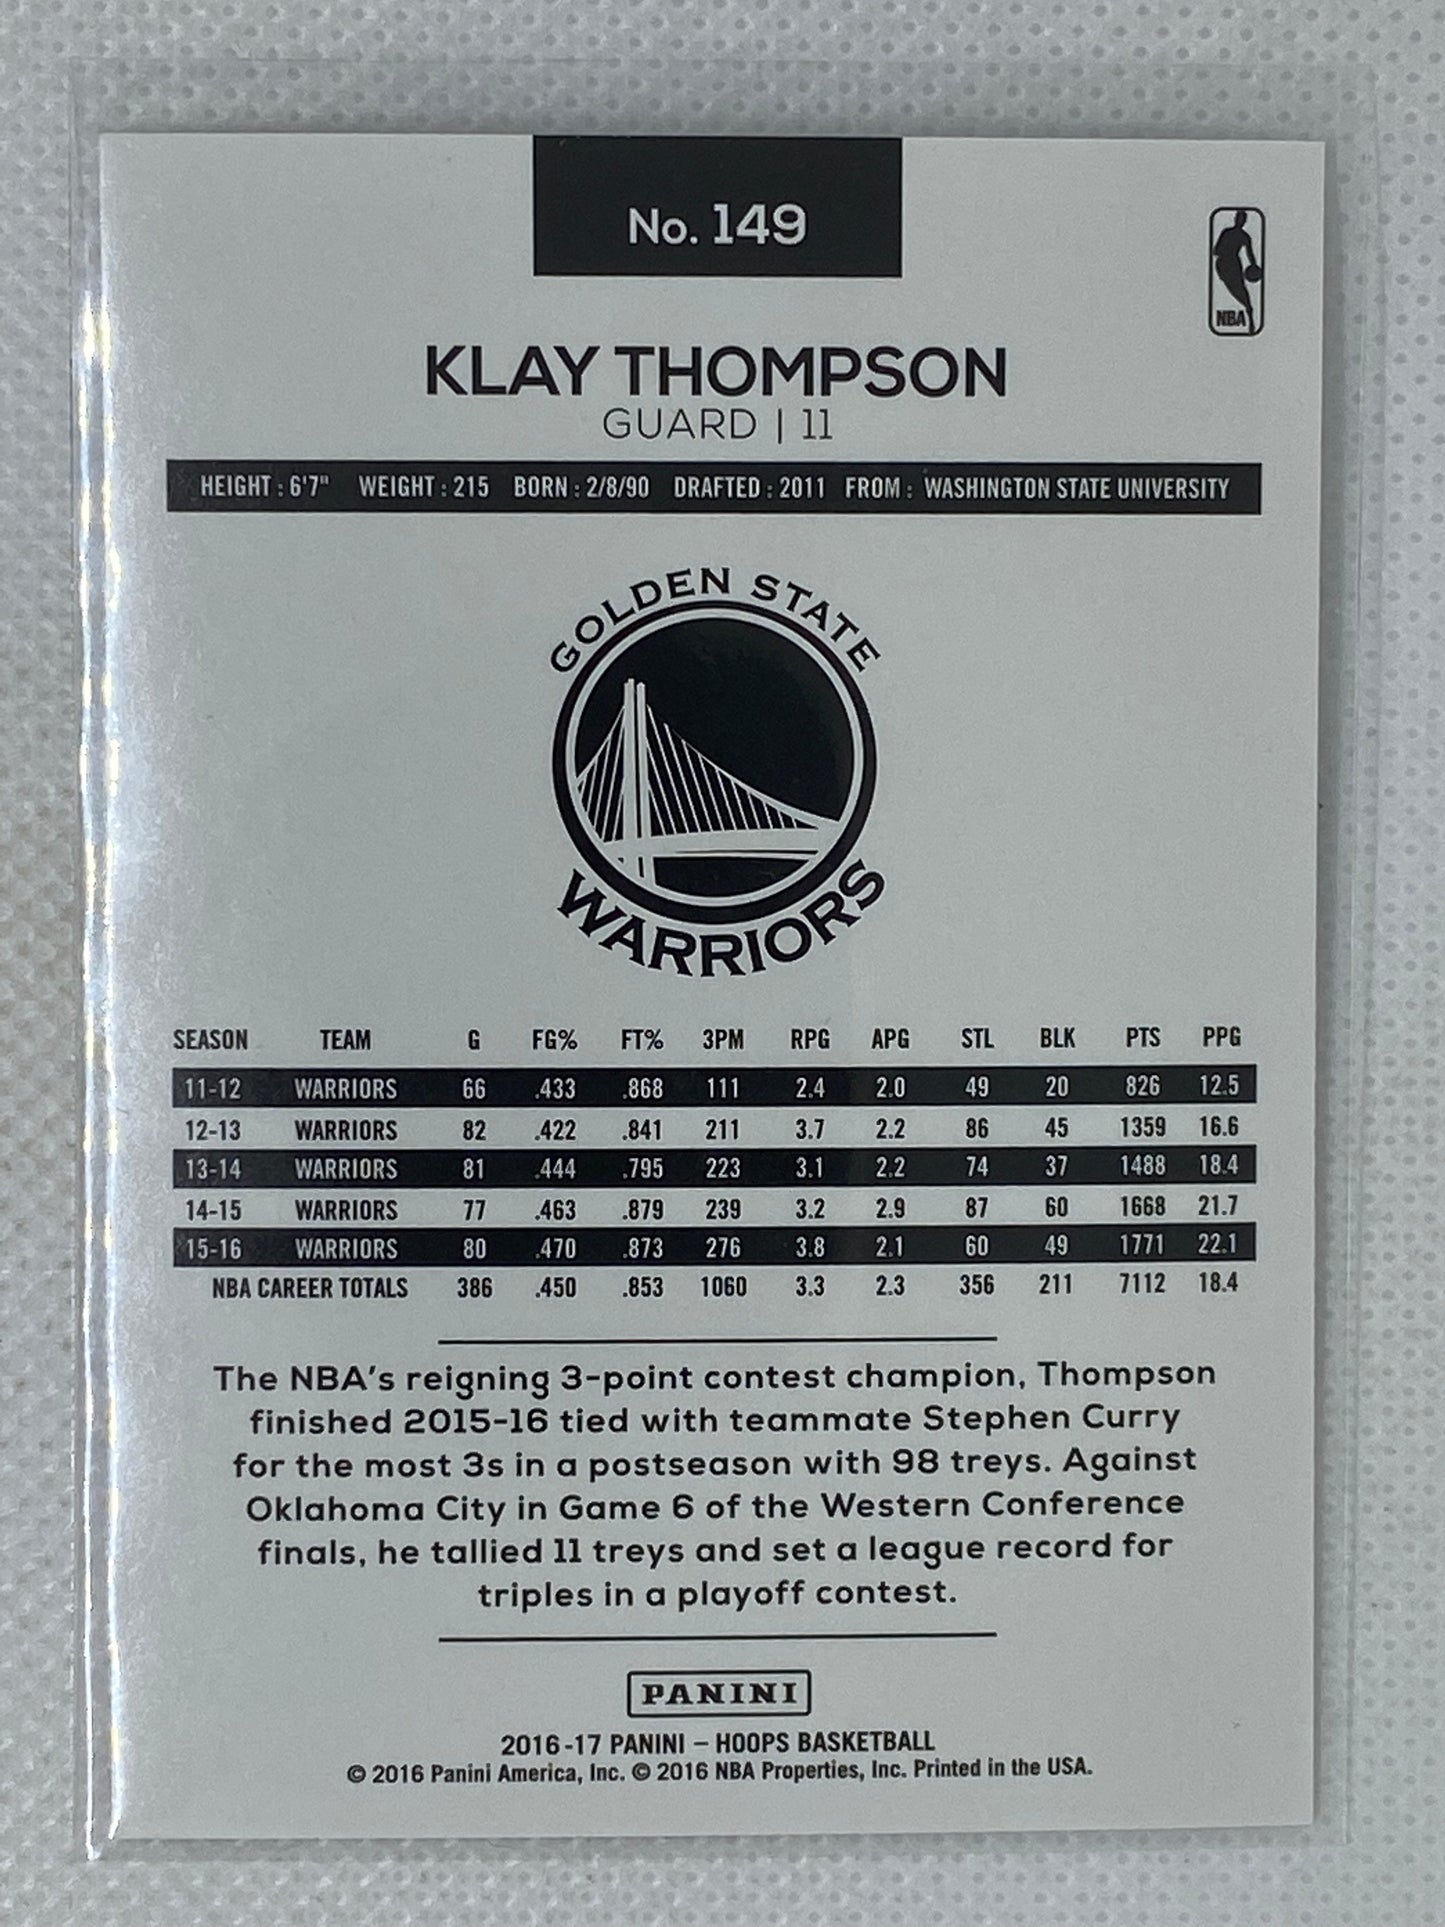 No. 149
NBA
KLAY THOMPSON
GUARD | 11
HEIGHT : 6'7" WEIGHT : 215 BORN : 2/8/90 DRAFTED : 2011 FROM : WASHINGTON STATE UNIVERSITY
GOLDEN STATE
WARRIORS
SEASON TEAM G FG% FT% 3PM RPG APG STL BLK PTS PPG
11-12 WARRIORS 66 .433 .868 111 2.4 2.0 49 20 826 12.5
12-13 WARRIORS 82 .422 .841 211 3.7 2.2 86 45 1359 16.6
13-14 WARRIORS 81 .444 .795 223 3.1 2.2 74 37 1488 18.4
14-15 WARRIORS 77 .463 .879 239 3.2 2.9 87 60 1668 21.7
15-16 WARRIORS 80 .470 .873 276 3.8 2.1 60 49 1771 22.1
NBA CAREER TOTALS 386 .450 .853 1060 3.3 2.3 356 211 7112 18.4
The NBA's reigning 3-point contest champion, Thompson
finished 2015-16 tied with teammate Stephen Curry
for the most 3s in a postseason with 98 treys. Against
Oklahoma City in Game 6 of the Western Conference
finals, he tallied 11 treys and set a league record for
triples in a playoff contest.
PANINI
2016-17 PANINI – HOOPS BASKETBALL
© 2016 Panini America, Inc. © 2016 NBA Properties, Inc. Printed in the USA.